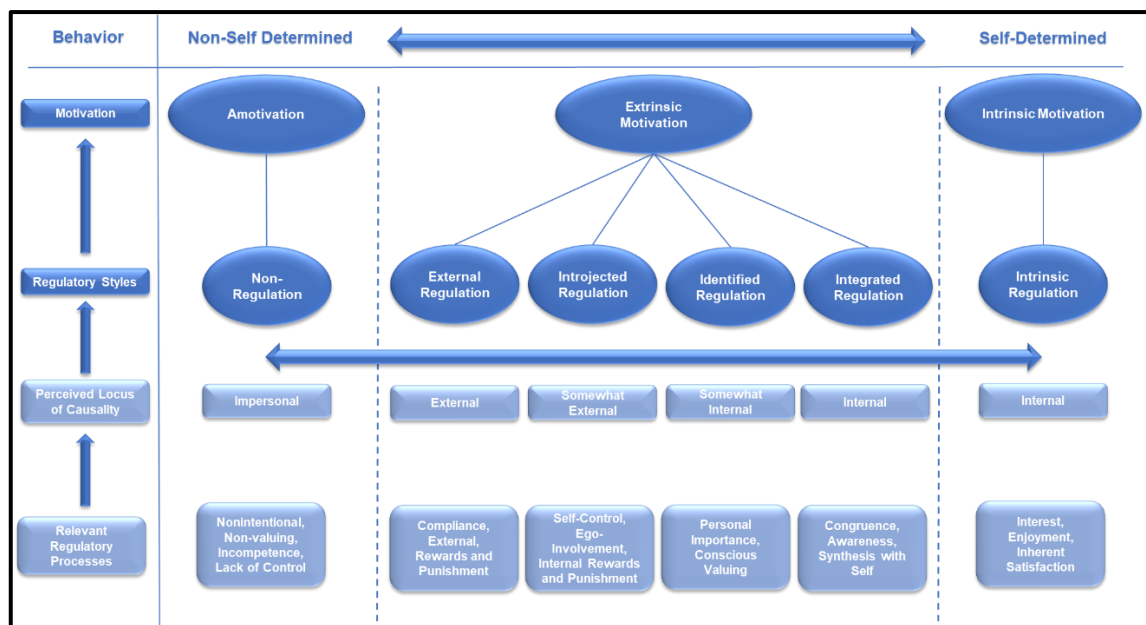 Behavior
Non-Self Determined
Self-Determined
Motivation
Amotivation
Extrinsic
Motivation
Intrinsic Motivation
Regulatory Styles
Non-
Regulation
External
Regulation
Introjected
Regulation
Identified
Regulation
Integrated
Regulation
Intrinsic
Regulation
Perceived Locus
of Causality
Impersonal
External
Somewhat
External
Somewhat
Internal
Internal
Internal
Relevant
Regulatory
Processes
Nonintentional,
Non-valuing,
Incompetence,
Lack of Control
Compliance,
External,
Rewards and
Punishment
Self-Control,
Ego-
Involvement,
Internal Rewards
and Punishment
Personal
Importance,
Conscious
Valuing
Congruence,
Awareness,
Synthesis with
Self
Interest,
Enjoyment,
Inherent
Satisfaction